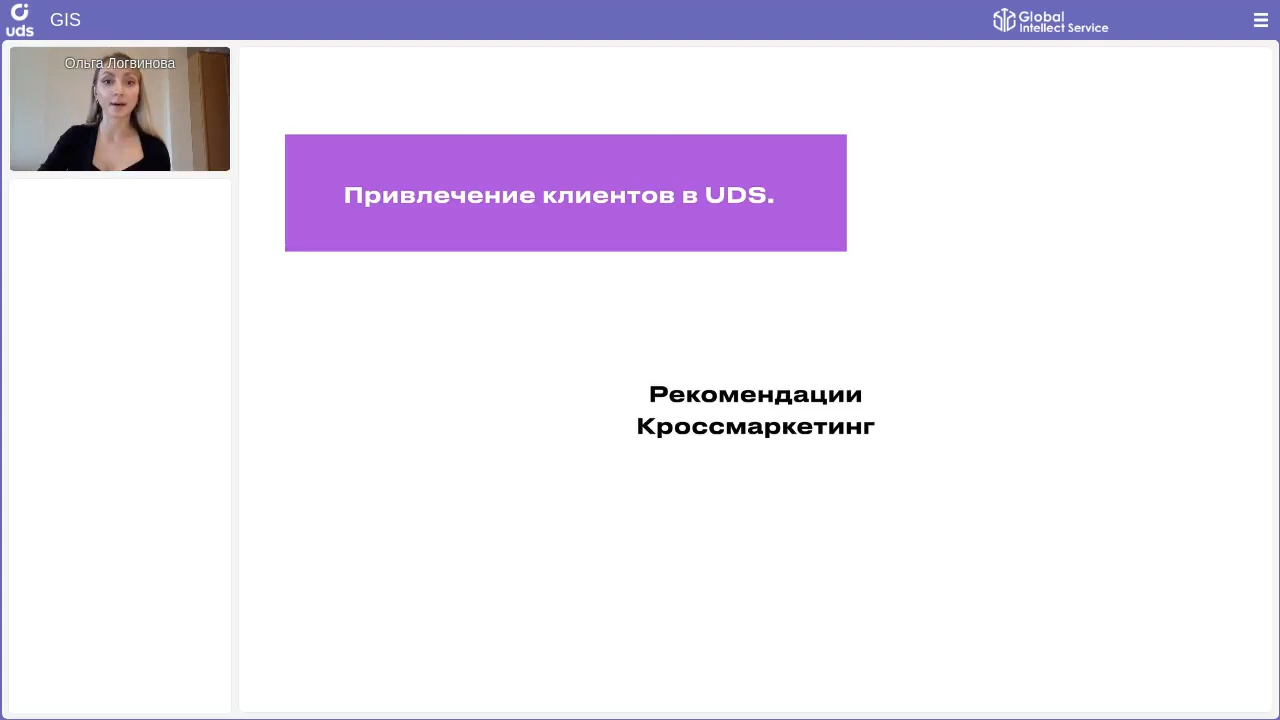 uds
GIS
Global
Intellect Service
Ольга Логвинова
Привлечение клиентов в UDS.
Рекомендации
Кроссмаркетинг